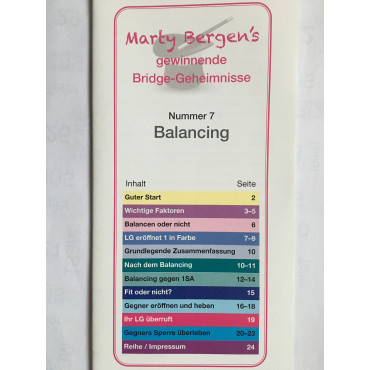 Marty Bergen's
gewinnende
Bridge-Geheimnisse
Nummer 7
Balancing
Inhalt Seite
Guter Start 2
Wichtige Faktoren 3–5
Balancen oder nicht 6
LG eröffnet 1 in Farbe 7–9
Grundlegende Zusammenfassung 10
Nach dem Balancing 10–11
Balancing gegen 1SA 12–14
Fit oder nicht? 15
Gegner eröffnen und heben 16–18
Ihr LG überruft 19
Gegners Sperre überleben 20–23
Reihe / Impressum 24